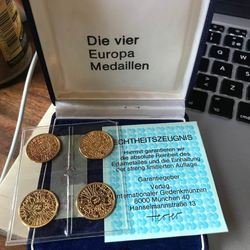 Die vier
Europa
Medaillen
ECHTHEITSZEUGNIS
Hiermit garantieren wir
die absolute Reinheit des
Edelmetalles und die Einhaltung
der streng limitierten Auflage.
Garantiegeber
Verlag
Internationaler Gedenkmünzen
8000 München 40
Hanselmannstraße 13